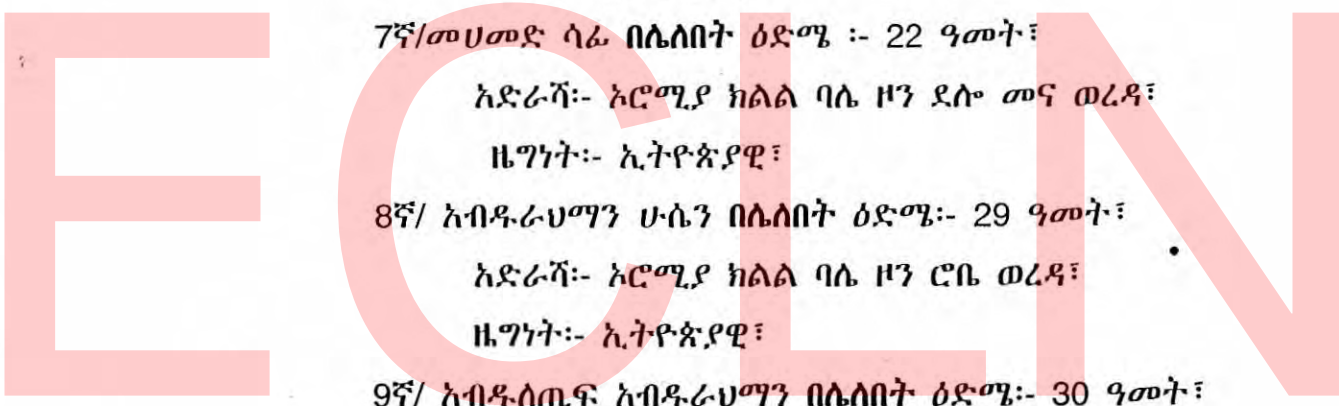 ECLN
7ኛ/መሀመድ ሳፊ በሌለበት ዕድሜ ፡- 22 ዓመት፣
አድራሻ፡- ኦሮሚያ ክልል ባሌ ዞን ደሎ መና ወረዳ፣
ዜግነት፡- ኢትዮጵያዊ፣
8ኛ/ አብዱራህማን ሁሴን በሌለበት ዕድሜ፡- 29 ዓመት፣
አድራሻ፡- ኦሮሚያ ክልል ባሌ ዞን ሮቤ ወረዳ፣
ዜግነት፡- ኢትዮጵያዊ፣
9ኛ/ አብዱለጢፍ አብዱራህማን በሌለበት ዕድሜ፡- 30 ዓመት፣